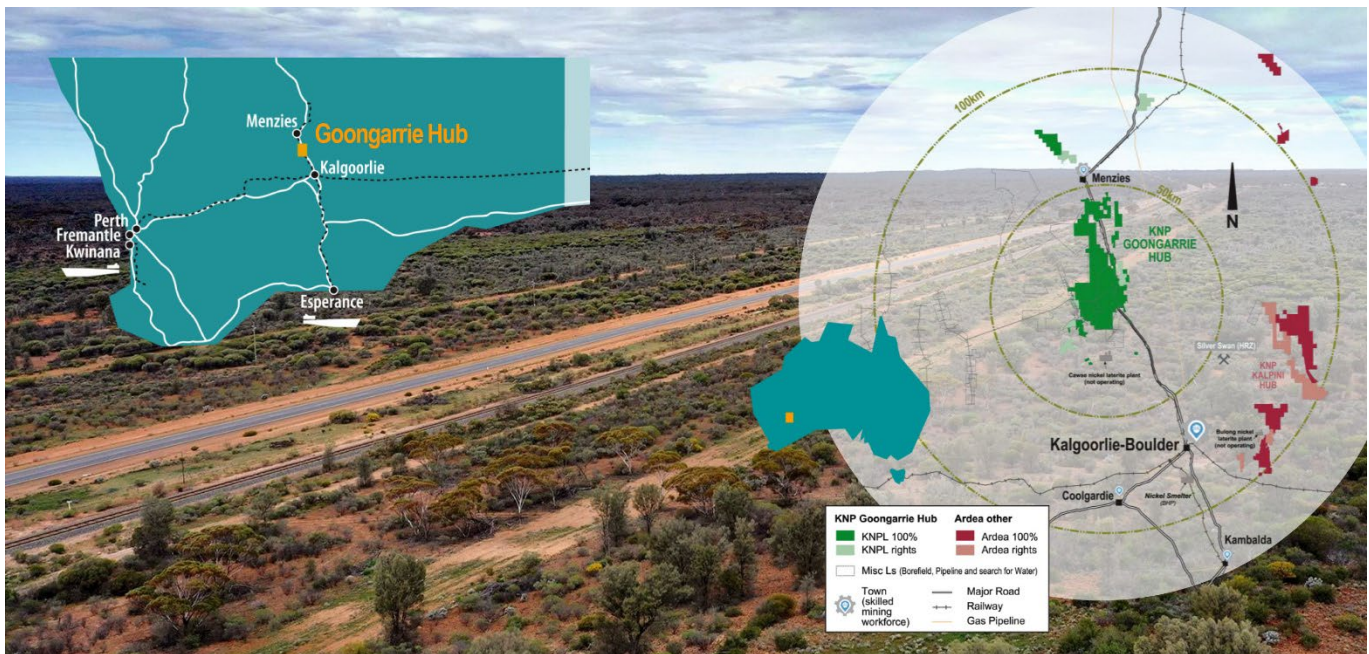 Menzies
Goongarrie Hub
Kalgoorlie
Perth
Fremantle
Kwinana
Esperance
100km
Menzies
50km
KNP
GOONGARRIE
HUB
N
Silver Swan (HRZ)
KNP
KALPINI
HUB
Cawse nickel laterite plant
(not operating)
Kalgoorlie-Boulder
Bulong nickel
laterite plant
(not operating)
Coolgardie
Nickel Smelter
(BHP)
Kambalda
KNP Goongarrie Hub
KNPL 100%
KNPL rights
Ardea other
Ardea 100%
Ardea rights
Misc Ls (Borefield, Pipeline and search for Water)
Town
(skilled
mining
workforce)
Major Road
Railway
Gas Pipeline